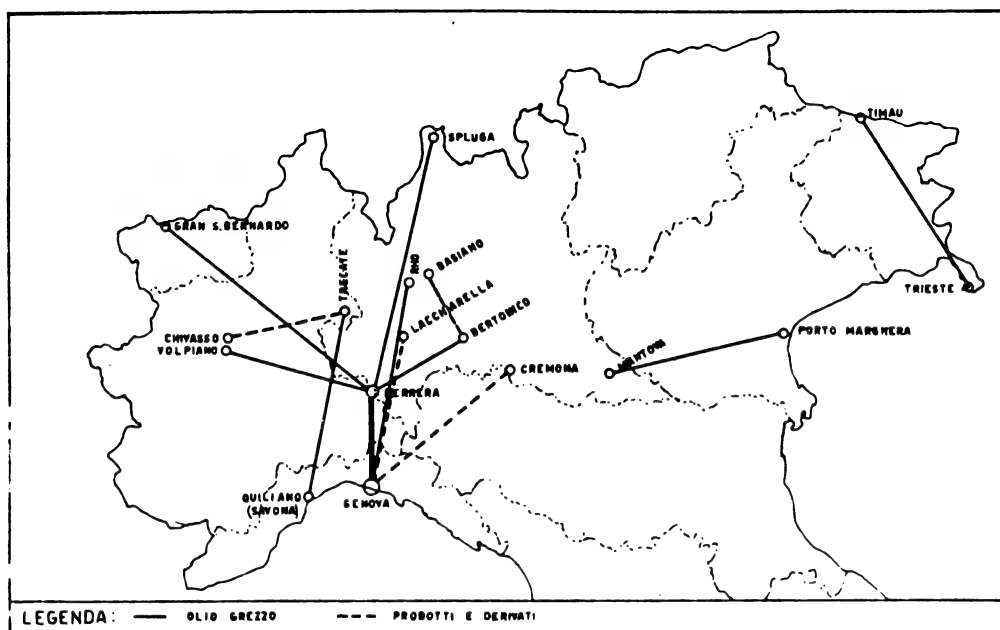 TIMAU
SPLUGA
GRAN S. BERNARDO
TRECATE
RHO
BASIANO
LACCHIARELLA
TRIESTE
CHIVASSO
VOLPIANO
BERTONICO
PORTO MARGHERA
CREMONA
MANTOVA
FERRERA
QUILIANO
(SAVONA)
GENOVA
LEGENDA: OLIO GREZZO PRODOTTI E DERIVATI